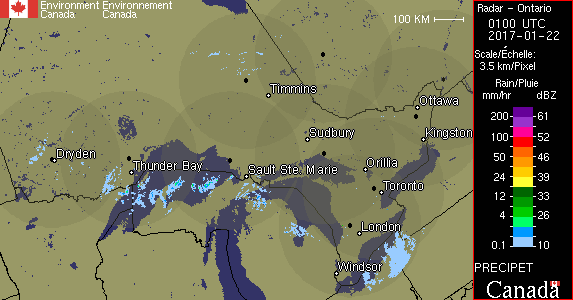 Environment Environnement
Canada Canada
100 KM
Timmins
Ottawa
Sudbury
Kingston
Dryden
Thunder Bay
Sault Ste. Marie
Orillia
Toronto
London
Windsor
Radar - Ontario
0100 UTC
2017-01-22
Scale/Échelle:
3.5 km/Pixel
Rain/Pluie
mm/hr dBZ
200 61
100 52
50 46
24 39
12 33
4 26
0.1 10
PRECIPET
Canada